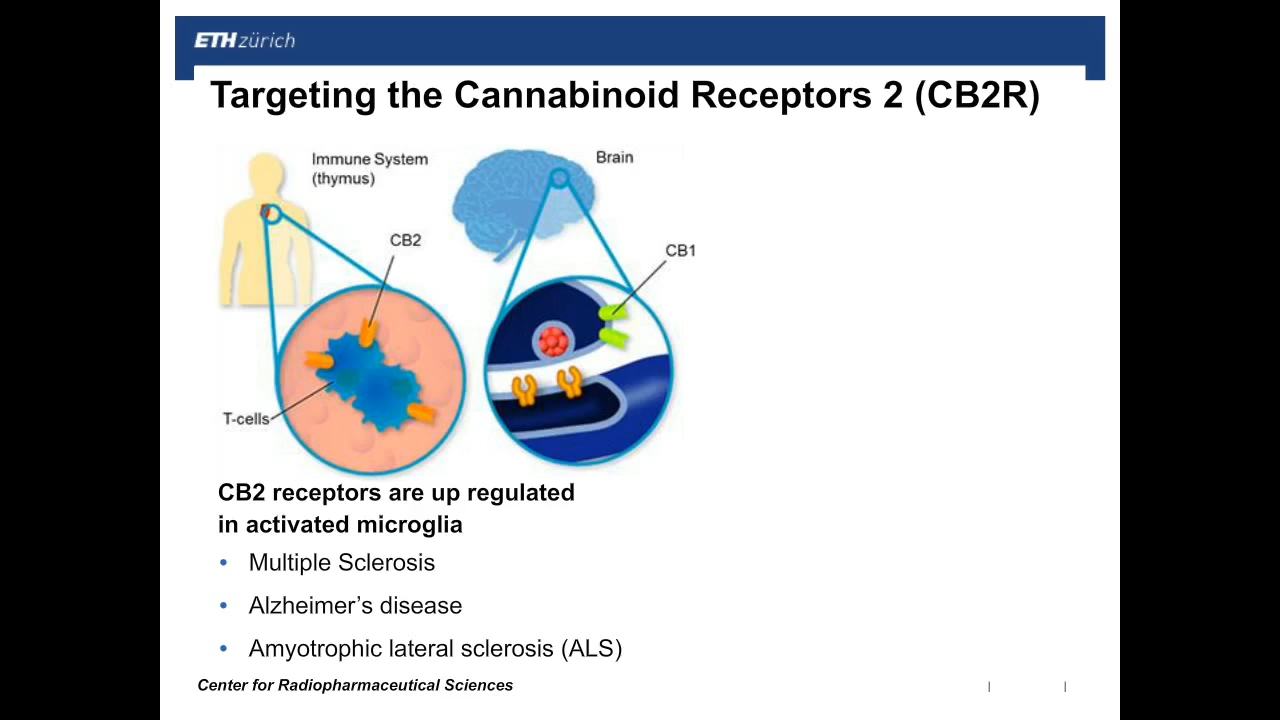 ETH zürich
Targeting the Cannabinoid Receptors 2 (CB2R)
Immune System
(thymus)
Brain
CB2
CB1
T-cells
CB2 receptors are up regulated
in activated microglia
• Multiple Sclerosis
• Alzheimer’s disease
• Amyotrophic lateral sclerosis (ALS)
Center for Radiopharmaceutical Sciences
| |